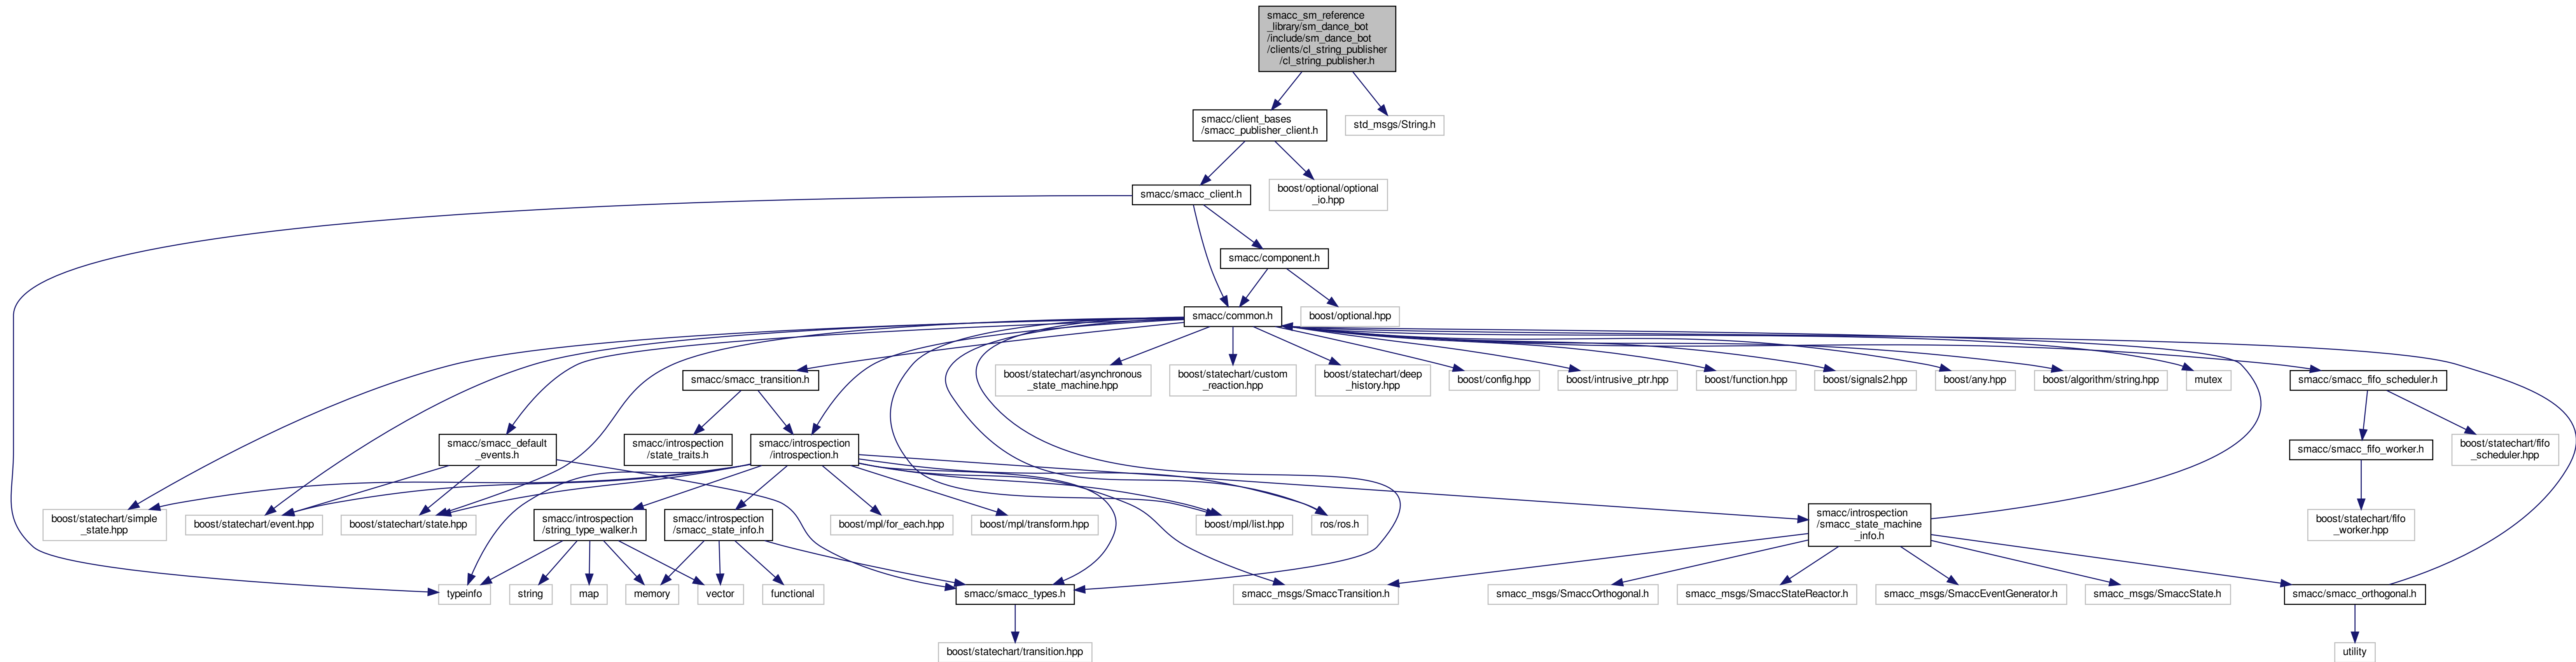 smacc_sm_reference
_library/sm_dance_bot
/include/sm_dance_bot
/clients/cl_string_publisher
/cl_string_publisher.h
smacc/client_bases
/smacc_publisher_client.h
std_msgs/String.h
smacc/smacc_client.h
boost/optional/optional
_io.hpp
smacc/component.h
smacc/common.h
boost/optional.hpp
smacc/smacc_transition.h
boost/statechart/asynchronous
_state_machine.hpp
boost/statechart/custom
_reaction.hpp
boost/statechart/deep
_history.hpp
boost/config.hpp
boost/intrusive_ptr.hpp
boost/function.hpp
boost/signals2.hpp
boost/any.hpp
boost/algorithm/string.hpp
mutex
smacc/smacc_fifo_scheduler.h
smacc/smacc_default
_events.h
smacc/introspection
/state_traits.h
smacc/introspection
/introspection.h
smacc/smacc_fifo_worker.h
boost/statechart/fifo
_scheduler.hpp
boost/statechart/simple
_state.hpp
boost/statechart/event.hpp
boost/statechart/state.hpp
smacc/introspection
/string_type_walker.h
smacc/introspection
/smacc_state_info.h
boost/mpl/for_each.hpp
boost/mpl/transform.hpp
boost/mpl/list.hpp
ros/ros.h
smacc/introspection
/smacc_state_machine
_info.h
boost/statechart/fifo
_worker.hpp
typeinfo
string
map
memory
vector
functional
smacc/smacc_types.h
smacc_msgs/SmaccTransition.h
smacc_msgs/SmaccOrthogonal.h
smacc_msgs/SmaccStateReactor.h
smacc_msgs/SmaccEventGenerator.h
smacc_msgs/SmaccState.h
smacc/smacc_orthogonal.h
boost/statechart/transition.hpp
utility